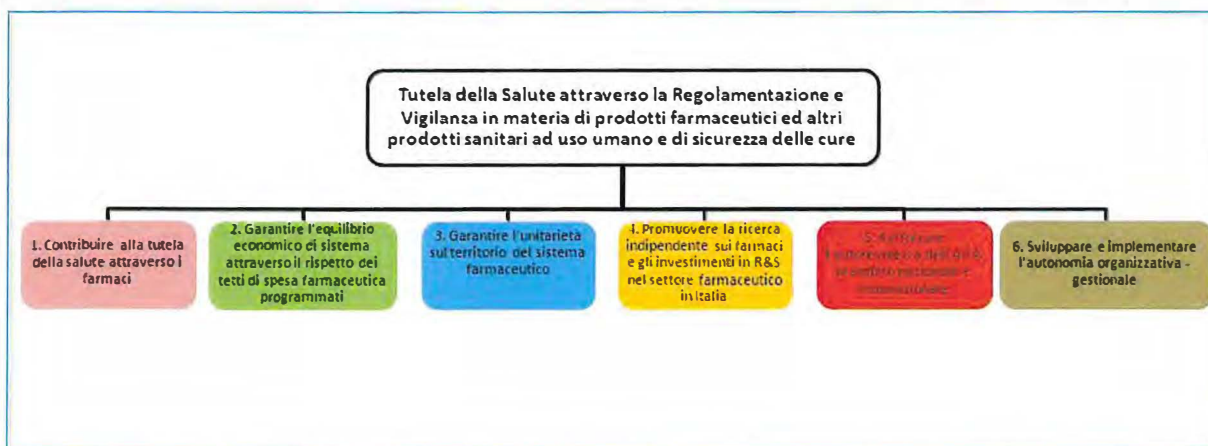 Tutela della Salute attraverso la Regolamentazione e
Vigilanza in materia di prodotti farmaceutici ed altri
prodotti sanitari ad uso umano e di sicurezza delle cure
1. Contribuire alla tutela
della salute attraverso i
farmaci
2. Garantire l'equilibrio
economico di sistema
attraverso il rispetto dei
tetti di spesa farmaceutica
programmati
3. Garantire l'unitarietà
sul territorio del sistema
farmaceutico
4. Promuovere la ricerca
indipendente sui farmaci
e gli investimenti in R&S
nel settore farmaceutico
in Italia
5.
6. Sviluppare e implementare
l'autonomia organizzativa -
gestionale